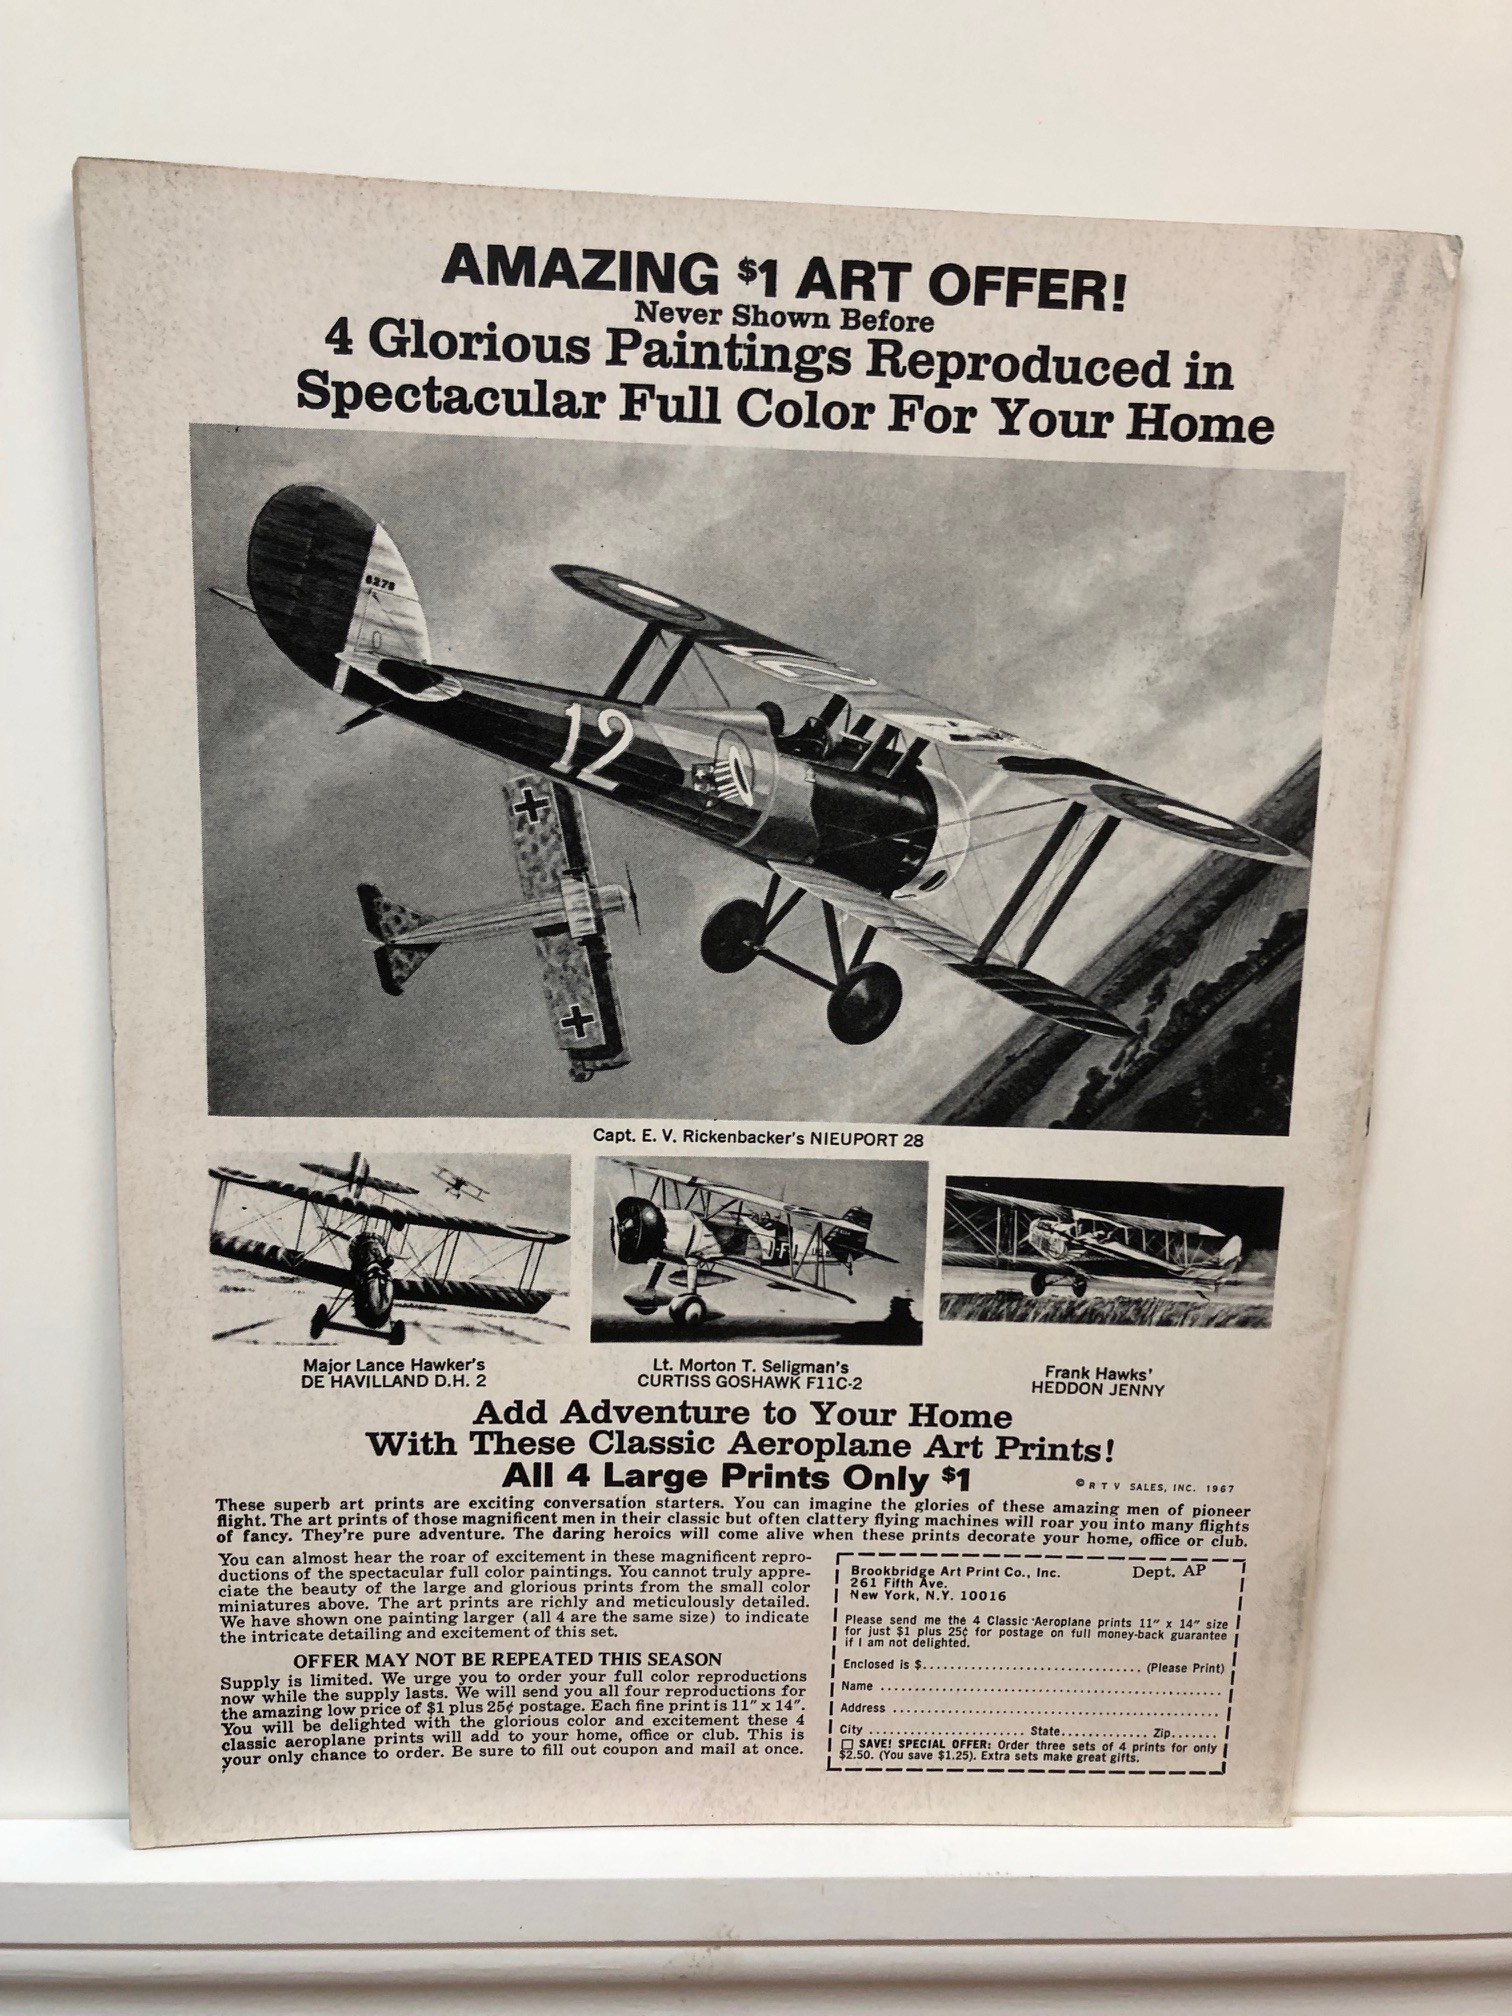 AMAZING $1 ART OFFER!
Never Shown Before
4 Glorious Paintings Reproduced in
Spectacular Full Color For Your Home
6278
12
Capt. E. V. Rickenbacker's NIEUPORT 28
Major Lance Hawker's
DE HAVILLAND D.H. 2
Lt. Morton T. Seligman's
CURTISS GOSHAWK F11C-2
Frank Hawks'
HEDDON JENNY
Add Adventure to Your Home
With These Classic Aeroplane Art Prints!
All 4 Large Prints Only $1
© R T V SALES, INC. 1967
These superb art prints are exciting conversation starters. You can imagine the glories of these amazing men of pioneer
flight. The art prints of those magnificent men in their classic but often clattery flying machines will roar you into many flights
of fancy. They're pure adventure. The daring heroics will come alive when these prints decorate your home, office or club.
You can almost hear the roar of excitement in these magnificent repro-
ductions of the spectacular full color paintings. You cannot truly appre-
ciate the beauty of the large and glorious prints from the small color
miniatures above. The art prints are richly and meticulously detailed.
We have shown one painting larger (all 4 are the same size) to indicate
the intricate detailing and excitement of this set.
OFFER MAY NOT BE REPEATED THIS SEASON
Supply is limited. We urge you to order your full color reproductions
now while the supply lasts. We will send you all four reproductions for
the amazing low price of $1 plus 25¢ postage. Each fine print is 11" x 14".
You will be delighted with the glorious color and excitement these 4
classic aeroplane prints will add to your home, office or club. This is
your only chance to order. Be sure to fill out coupon and mail at once.
Brookbridge Art Print Co., Inc. Dept. AP
261 Fifth Ave.
New York, N.Y. 10016
Please send me the 4 Classic Aeroplane prints 11" x 14" size
for just $1 plus 25¢ for postage on full money-back guarantee
if I am not delighted.
Enclosed is $................................ (Please Print)
Name ................................................
Address ................................................
City ....................... State............. Zip.......
☐ SAVE! SPECIAL OFFER: Order three sets of 4 prints for only
$2.50. (You save $1.25). Extra sets make great gifts.